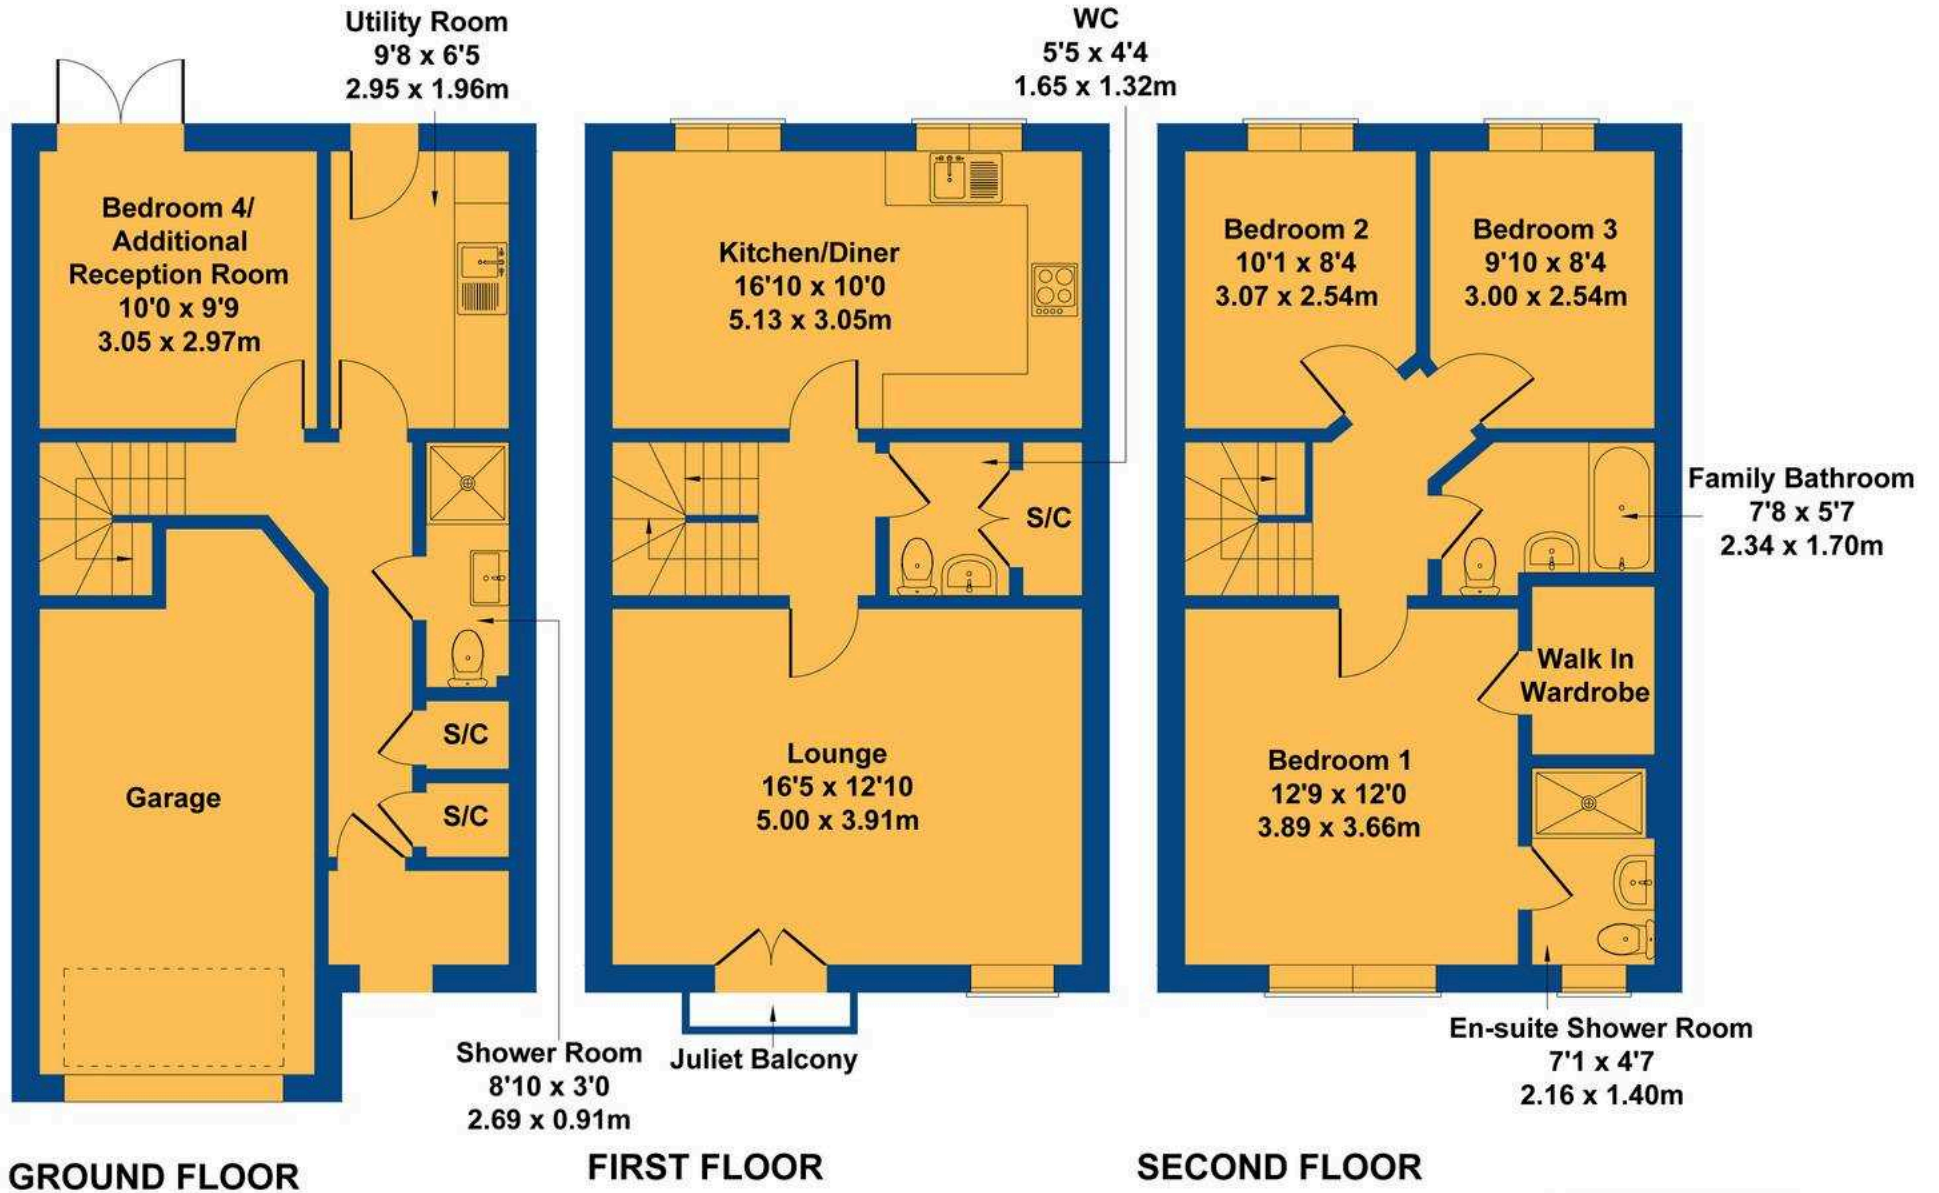 Utility Room
9'8 x 6'5
2.95 x 1.96m
Bedroom 4/
Additional
Reception Room
10'0 x 9'9
3.05 x 2.97m
Garage
S/C
S/C
Shower Room
8'10 x 3'0
2.69 x 0.91m
GROUND FLOOR
WC
5'5 x 4'4
1.65 x 1.32m
Kitchen/Diner
16'10 x 10'0
5.13 x 3.05m
S/C
Lounge
16'5 x 12'10
5.00 x 3.91m
Juliet Balcony
FIRST FLOOR
Bedroom 2
10'1 x 8'4
3.07 x 2.54m
Bedroom 3
9'10 x 8'4
3.00 x 2.54m
Family Bathroom
7'8 x 5'7
2.34 x 1.70m
Walk In
Wardrobe
Bedroom 1
12'9 x 12'0
3.89 x 3.66m
En-suite Shower Room
7'1 x 4'7
2.16 x 1.40m
SECOND FLOOR